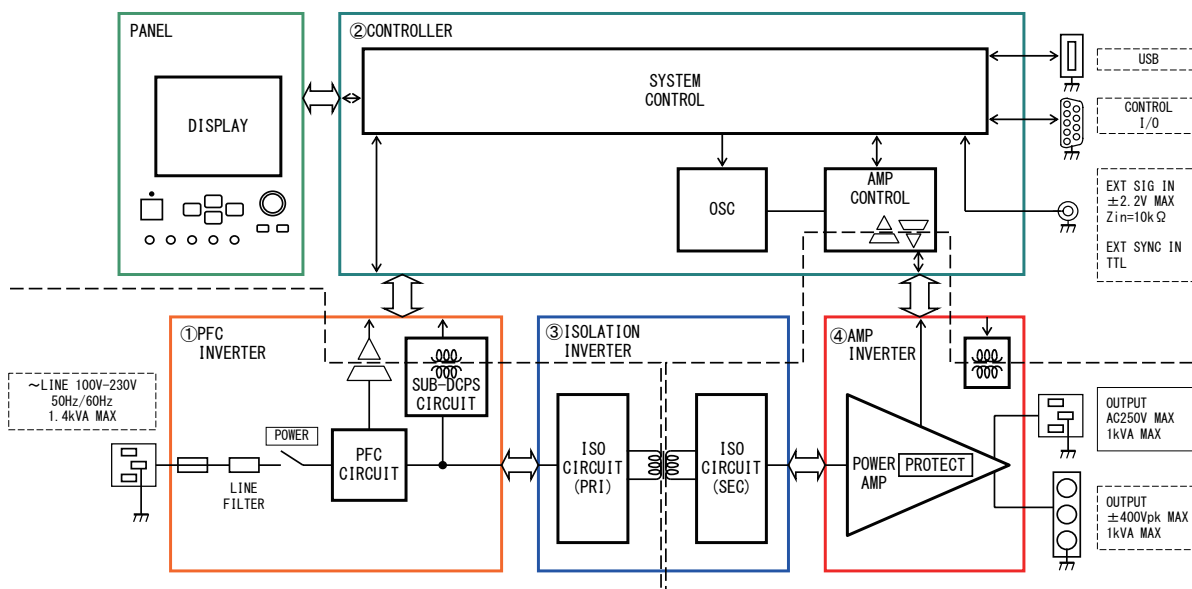 PANEL
DISPLAY
②CONTROLLER
SYSTEM
CONTROL
OSC
AMP
CONTROL
USB
CONTROL
I/O
EXT SIG IN
±2.2V MAX
Zin=10kΩ
EXT SYNC IN
TTL
①PFC
INVERTER
SUB-DCPS
CIRCUIT
～LINE 100V-230V
50Hz/60Hz
1.4kVA MAX
POWER
LINE
FILTER
PFC
CIRCUIT
③ISOLATION
INVERTER
ISO
CIRCUIT
(PRI)
ISO
CIRCUIT
(SEC)
④AMP
INVERTER
POWER
AMP
PROTECT
OUTPUT
AC250V MAX
1kVA MAX
OUTPUT
±400Vpk MAX
1kVA MAX